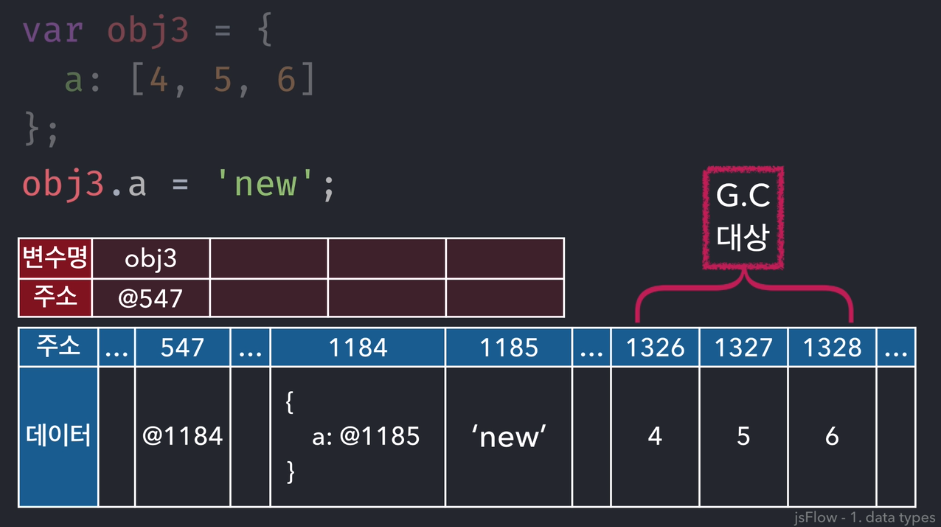 var obj3 = {
a: [4, 5, 6]
};
obj3.a = 'new';
G.C
대상
변수명 obj3
주소 @547
주소 ... 547 ... 1184 1185 ... 1326 1327 1328 ...
{
데이터 @1184 a: @1185 ‘new’ 4 5 6
}
jsFlow - 1. data types